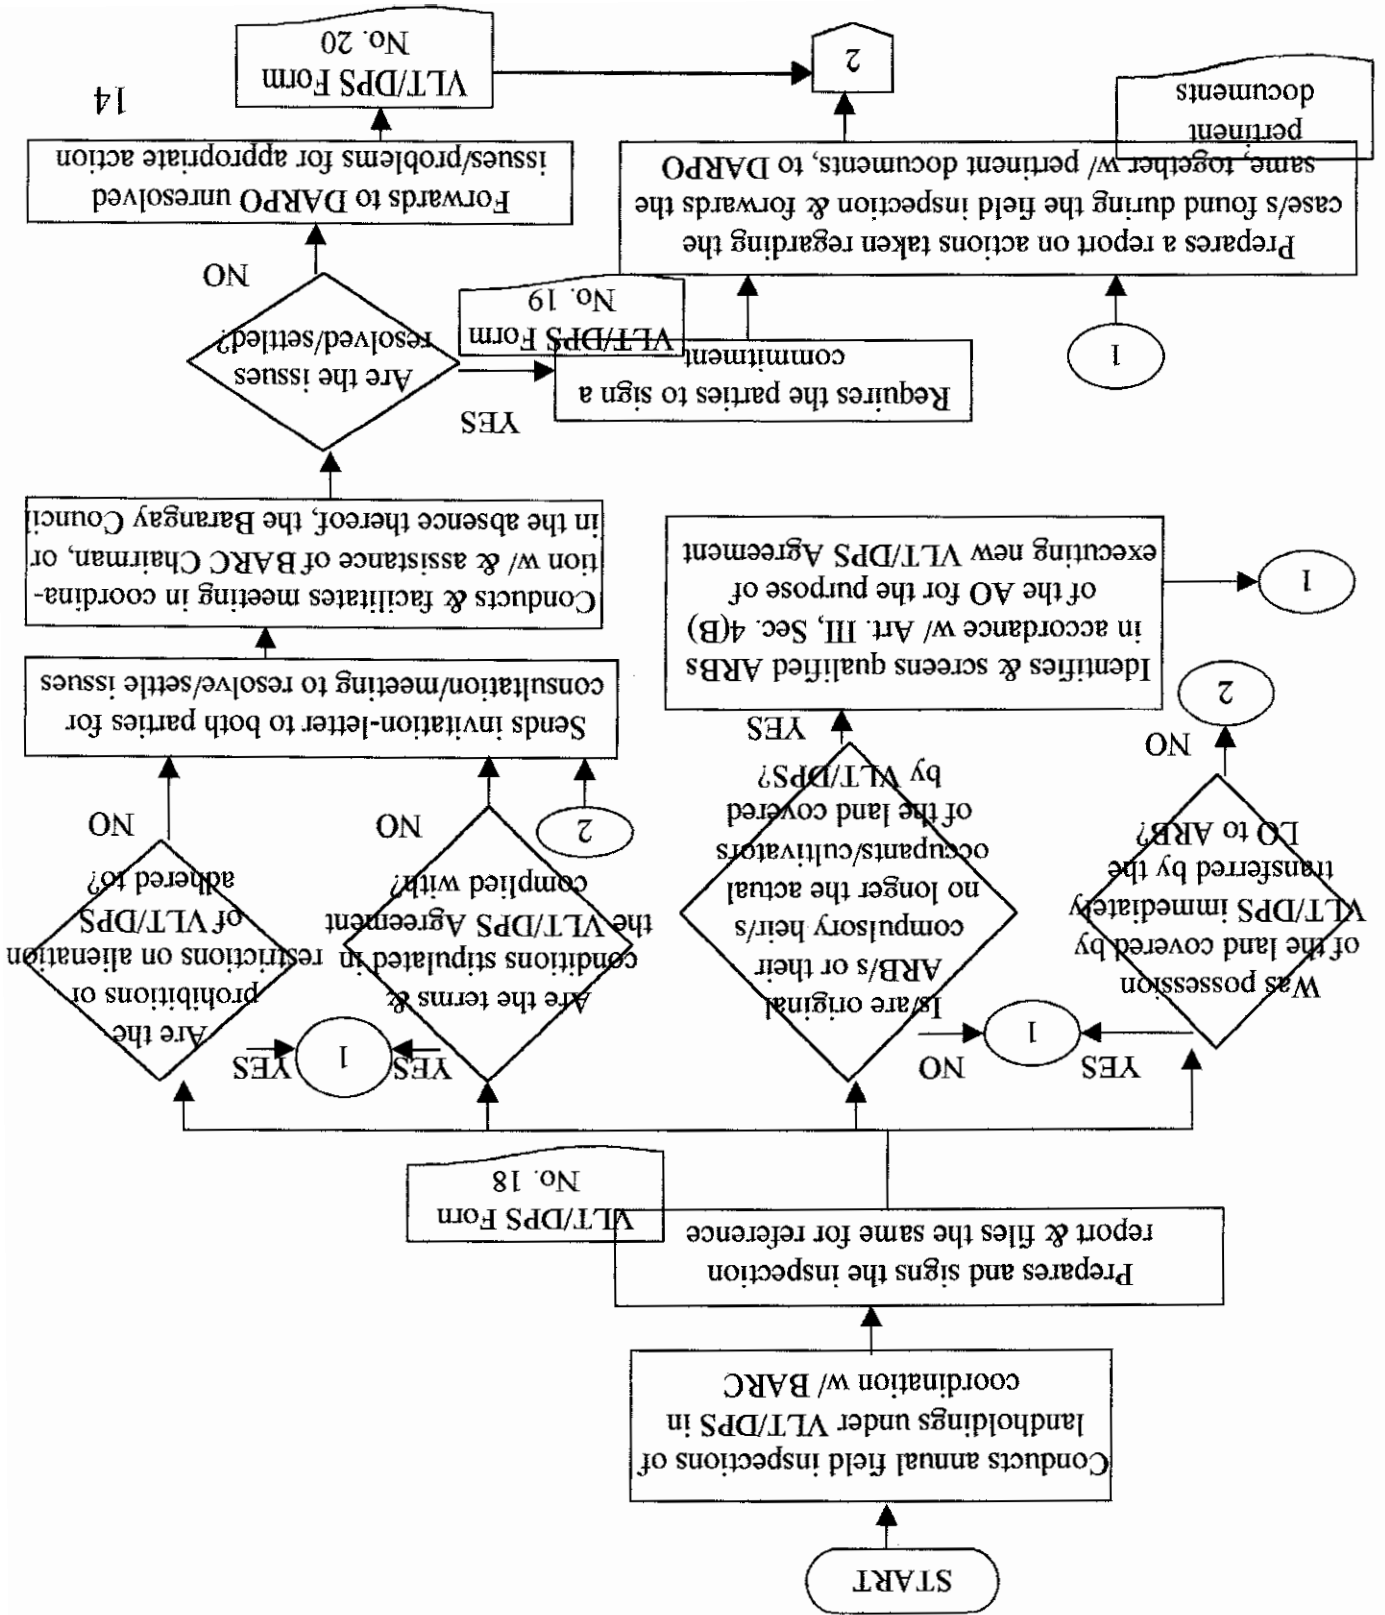 START
Conducts annual field inspections of
landholdings under VLT/DPS in
coordination w/ BARC
Prepares and signs the inspection
report & files the same for reference
VLT/DPS Form
No. 18
Was possession
of the land covered by
VLT/DPS immediately
transferred by the
LO to ARB?
YES
1
NO
Is/are original
ARB/s or their
compulsory heir/s
no longer the actual
occupants/cultivators
of the land covered
by VLT/DPS?
Are the terms &
conditions stipulated in
the VLT/DPS Agreement
complied with?
YES
1
YES
Are the
prohibitions or
restrictions on alienation
of VLT/DPS
adhered to?
NO
2
YES
2
NO
NO
Identifies & screens qualified ARBs
in accordance w/ Art. III, Sec. 4(B)
of the AO for the purpose of
executing new VLT/DPS Agreement
1
Sends invitation-letter to both parties for
consultation/meeting to resolve/settle issues
Conducts & facilitates meeting in coordina-
tion w/ & assistance of BARC Chairman, or
in the absence thereof, the Barangay Council
1
Requires the parties to sign a
commitment
VLT/DPS Form
No. 19
YES
Are the issues
resolved/settled?
NO
Prepares a report on actions taken regarding the
case/s found during the field inspection & forwards the
same, together w/ pertinent documents, to DARPO
pertinent
documents
Forwards to DARPO unresolved
issues/problems for appropriate action
2
VLT/DPS Form
No. 20
14